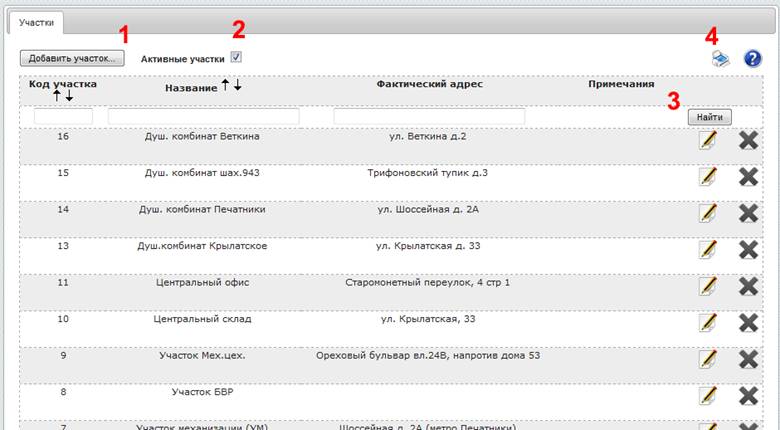 Участки
1
2
4
Добавить участок...
Активные участки
?
Код участка
Название
Фактический адрес
Примечания
3
Найти
16 Душ. комбинат Веткина ул. Веткина д.2
15 Душ. комбинат шах.943 Трифоновский тупик д.3
14 Душ. комбинат Печатники ул. Шоссейная д. 2А
13 Душ.комбинат Крылатское ул. Крылатская д. 33
11 Центральный офис Старомонетный переулок, 4 стр 1
10 Центральный склад ул. Крылатская, 33
9 Участок Мех.цех. Ореховый бульвар вл.24В, напротив дома 53
8 Участок БВР
7 Участок механизации (УМ) Шоссейная д. 2А (метро Печатники)